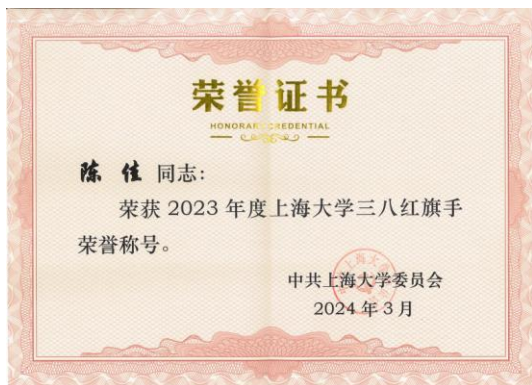 荣誉证书
HONORARY CREDENTIAL
陈佳 同志:
荣获 2023 年度上海大学三八红旗手
荣誉称号。
中共上海大学委员会
2024 年 3 月